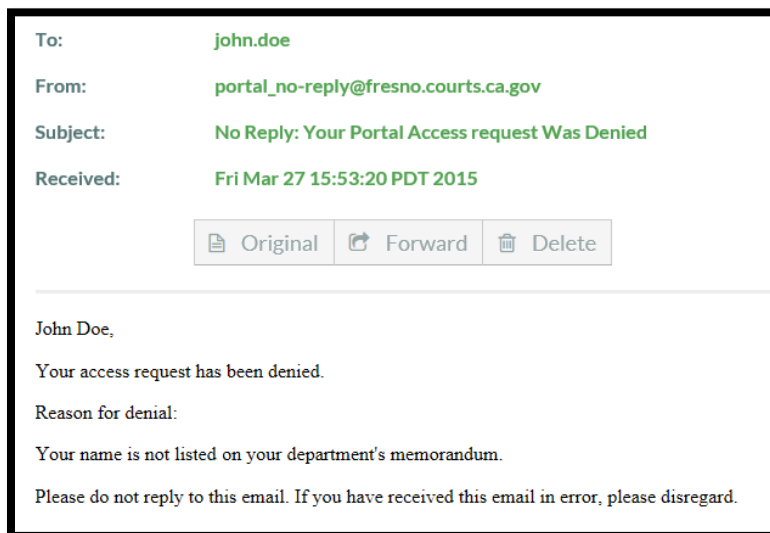 To: john.doe
From: portal_no-reply@fresno.courts.ca.gov
Subject: No Reply: Your Portal Access request Was Denied
Received: Fri Mar 27 15:53:20 PDT 2015
Original Forward Delete
John Doe,
Your access request has been denied.
Reason for denial:
Your name is not listed on your department's memorandum.
Please do not reply to this email. If you have received this email in error, please disregard.